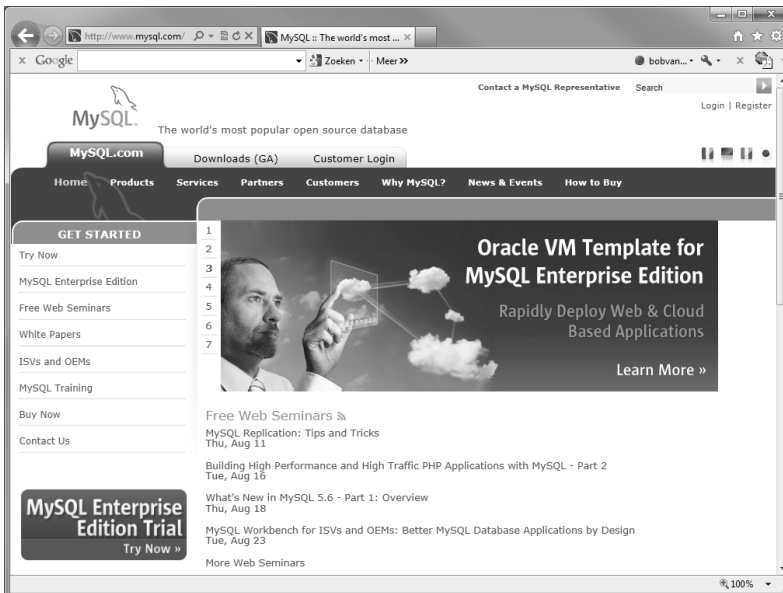 http://www.mysql.com/
MySQL :: The world's most ...
Google
Zoeken
Meer »
bobvan...
Contact a MySQL Representative
Search
Login | Register
MySQL
The world's most popular open source database
MySQL.com
Downloads (GA)
Customer Login
Home
Products
Services
Partners
Customers
Why MySQL?
News & Events
How to Buy
GET STARTED
Try Now
MySQL Enterprise Edition
Free Web Seminars
White Papers
ISVs and OEMs
MySQL Training
Buy Now
Contact Us
MySQL Enterprise
Edition Trial
Try Now »
1
2
3
4
5
6
7
Oracle VM Template for
MySQL Enterprise Edition
Rapidly Deploy Web & Cloud
Based Applications
Learn More »
Free Web Seminars
MySQL Replication: Tips and Tricks
Thu, Aug 11
Building High Performance and High Traffic PHP Applications with MySQL - Part 2
Tue, Aug 16
What's New in MySQL 5.6 - Part 1: Overview
Thu, Aug 18
MySQL Workbench for ISVs and OEMs: Better MySQL Database Applications by Design
Tue, Aug 23
More Web Seminars
100%